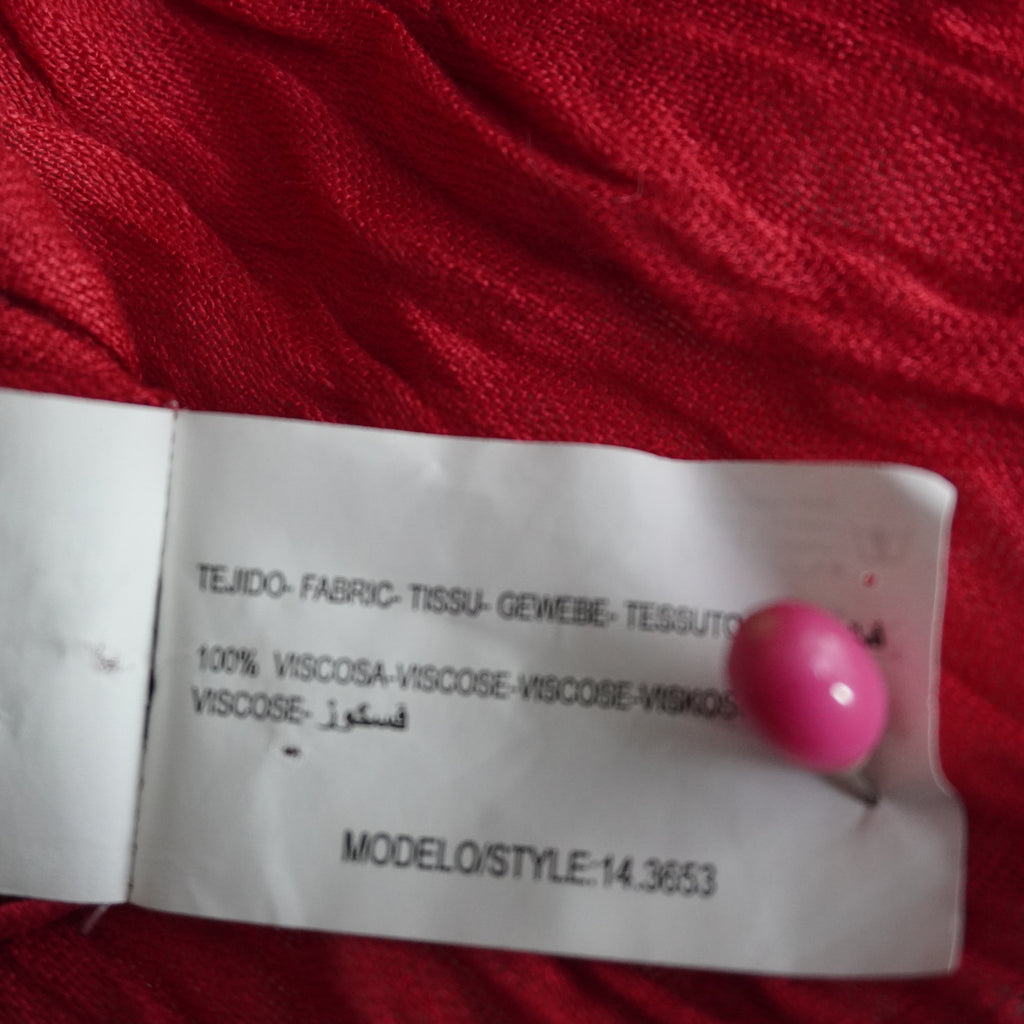 TEJIDO- FABRIC- TISSU- GEWEBE- TESSUTO
100% VISCOSA-VISCOSE-VISCOSE-VISKOS
VISCOSE- فسكوز
MODELO/STYLE:14.3653